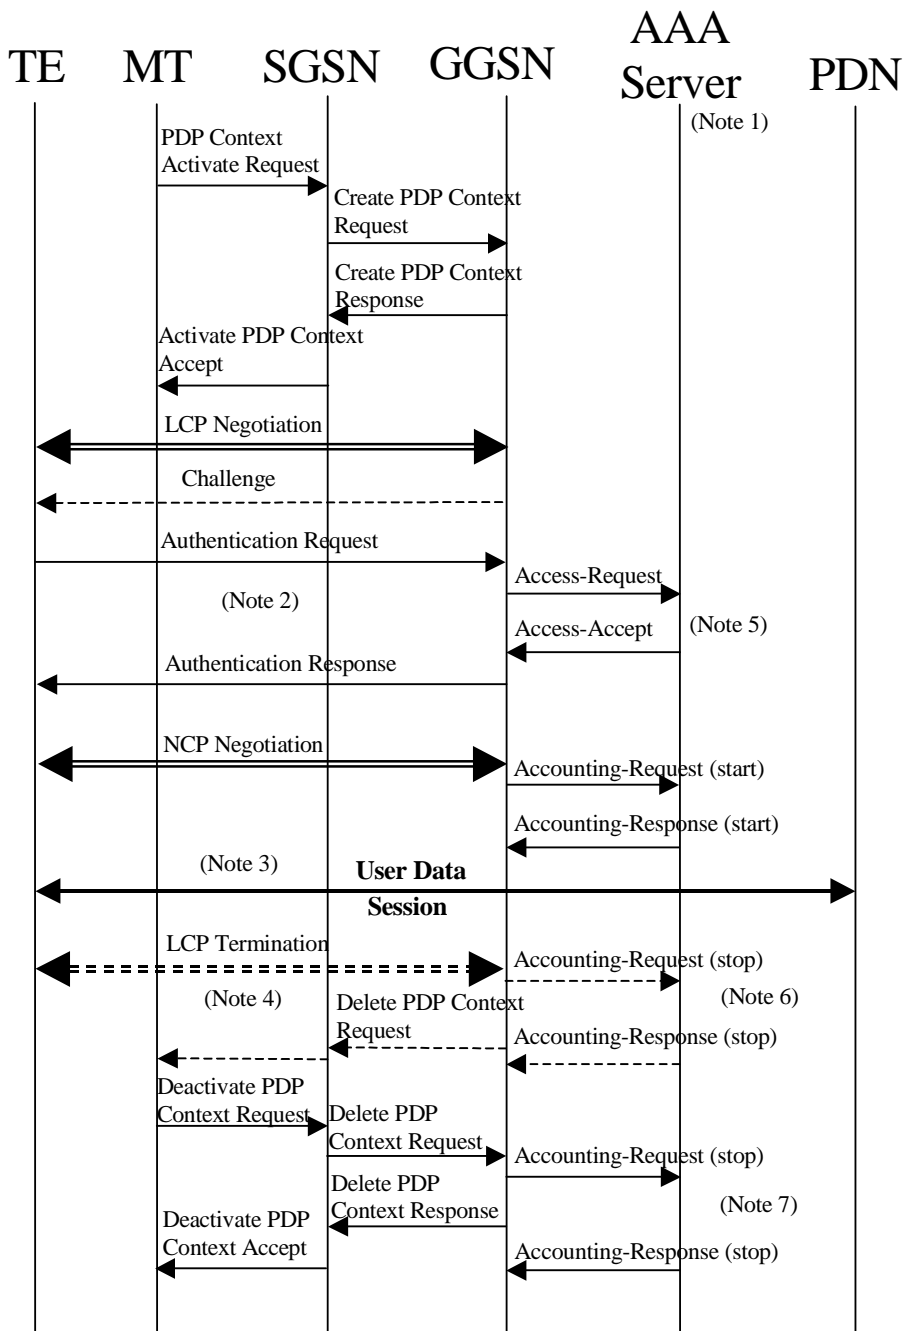 TE
MT
SGSN
GGSN
AAA
Server
PDN
(Note 1)
PDP Context
Activate Request
Create PDP Context
Request
Create PDP Context
Response
Activate PDP Context
Accept
LCP Negotiation
Challenge
Authentication Request
Access-Request
(Note 2)
(Note 5)
Access-Accept
Authentication Response
NCP Negotiation
Accounting-Request (start)
Accounting-Response (start)
(Note 3)
User Data
Session
LCP Termination
Accounting-Request (stop)
(Note 4)
(Note 6)
Delete PDP Context
Request
Accounting-Response (stop)
Deactivate PDP
Context Request
Delete PDP
Context Request
Accounting-Request (stop)
Delete PDP
Context Response
(Note 7)
Deactivate PDP
Context Accept
Accounting-Response (stop)